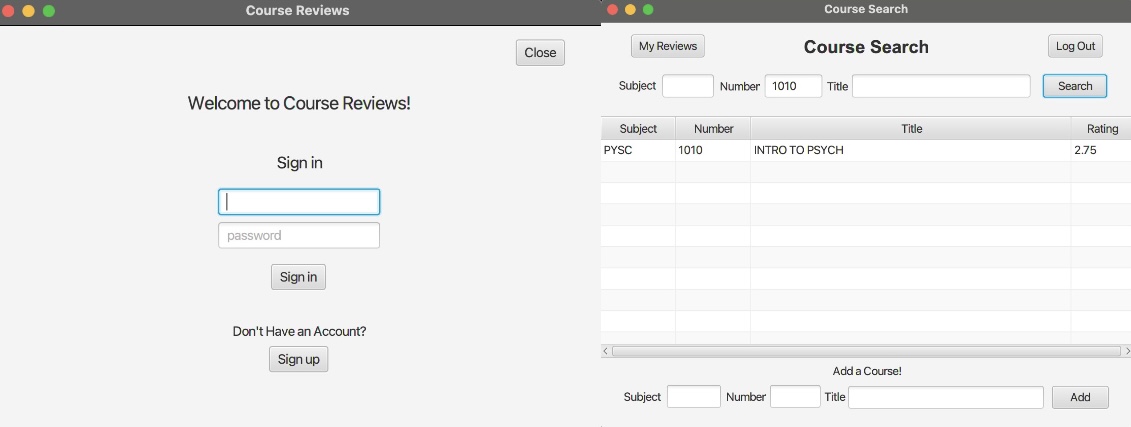 Course Reviews
Close
Welcome to Course Reviews!
Sign in
password
Sign in
Don't Have an Account?
Sign up
Course Search
My Reviews
Course Search
Log Out
Subject Number 1010 Title Search
Subject Number Title Rating
PYSC 1010 INTRO TO PSYCH 2.75
Add a Course!
Subject Number Title Add